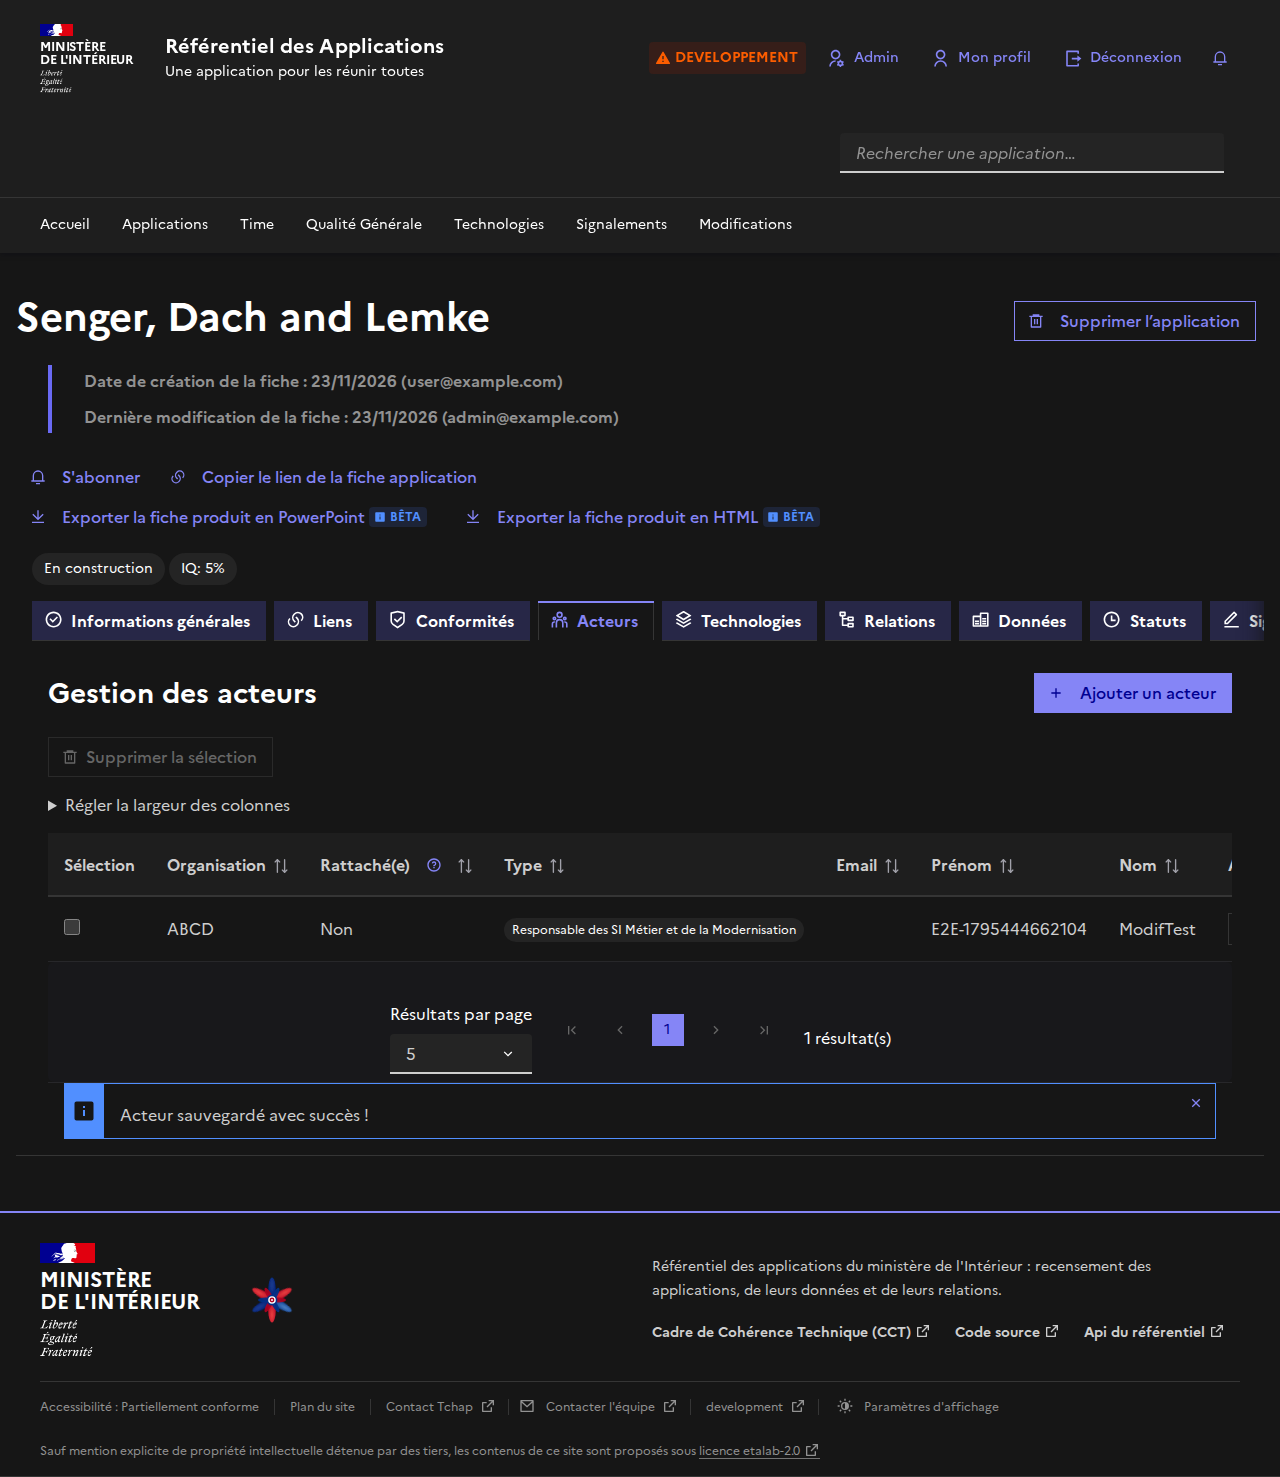 MINISTÈRE
DE L'INTÉRIEUR
Liberté
Égalité
Fraternité
Référentiel des Applications
Une application pour les réunir toutes
DEVELOPPEMENT
Admin
Mon profil
Déconnexion
Rechercher une application...
Accueil
Applications
Time
Qualité Générale
Technologies
Signalements
Modifications
Senger, Dach and Lemke
Supprimer l’application
Date de création de la fiche : 23/11/2026 (user@example.com)
Dernière modification de la fiche : 23/11/2026 (admin@example.com)
S'abonner
Copier le lien de la fiche application
Exporter la fiche produit en PowerPoint BÊTA
Exporter la fiche produit en HTML BÊTA
En construction
IQ: 5%
Informations générales
Liens
Conformités
Acteurs
Technologies
Relations
Données
Statuts
Gestion des acteurs
Ajouter un acteur
Supprimer la sélection
Régler la largeur des colonnes
Sélection Organisation Rattaché(e) Type Email Prénom Nom
ABCD Non Responsable des SI Métier et de la Modernisation E2E-1795444662104 ModifTest
Résultats par page
5
1
1 résultat(s)
Acteur sauvegardé avec succès !
MINISTÈRE
DE L'INTÉRIEUR
Liberté
Égalité
Fraternité
Référentiel des applications du ministère de l'Intérieur : recensement des
applications, de leurs données et de leurs relations.
Cadre de Cohérence Technique (CCT)
Code source
Api du référentiel
Accessibilité : Partiellement conforme
Plan du site
Contact Tchap
Contacter l'équipe
development
Paramètres d'affichage
Sauf mention explicite de propriété intellectuelle détenue par des tiers, les contenus de ce site sont proposés sous licence etalab-2.0